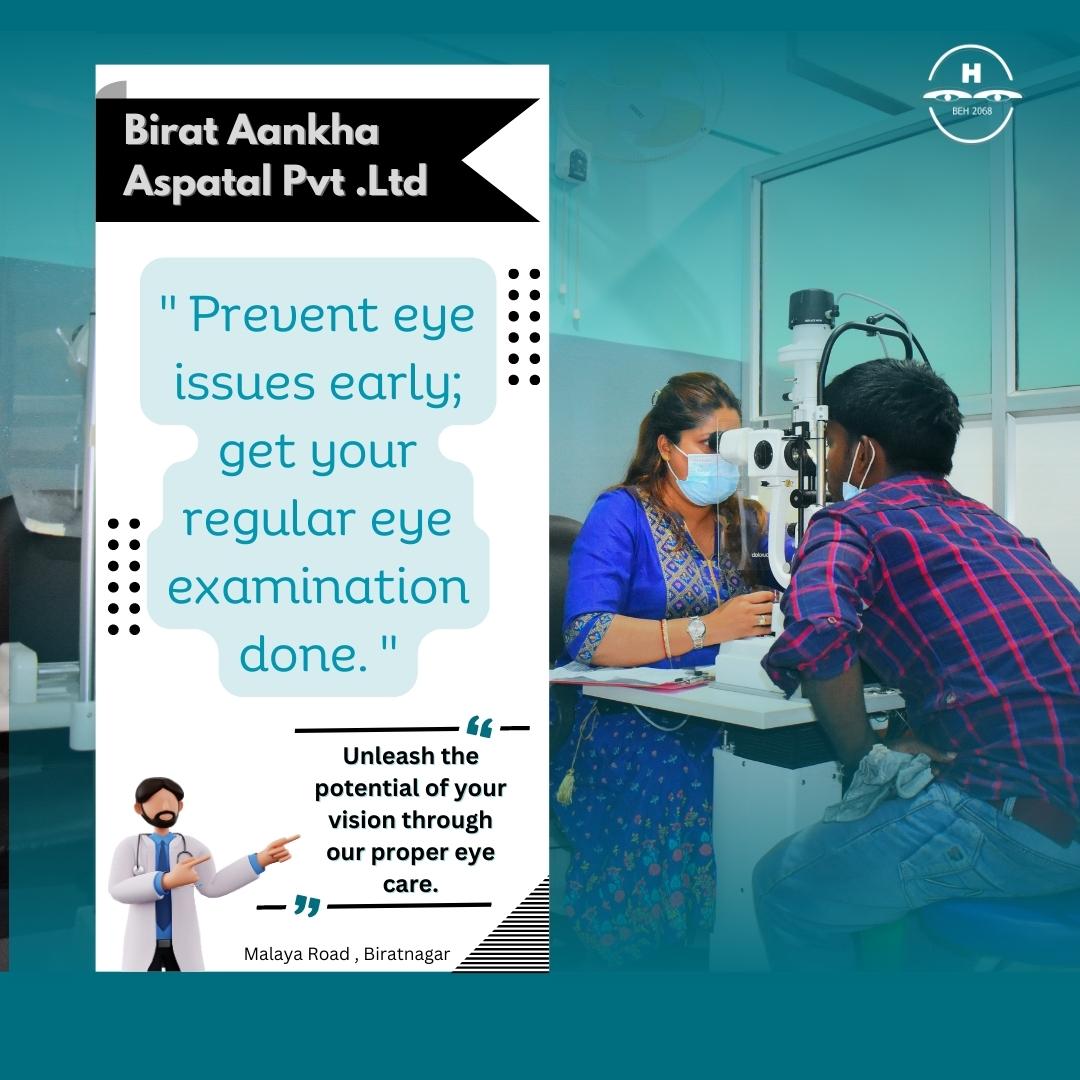 H
BEH 2068
Birat Aankha
Aspatal Pvt .Ltd
" Prevent eye
issues early;
get your
regular eye
examination
done. "
“
Unleash the
potential of your
vision through
our proper eye
care.
”
Malaya Road , Biratnagar